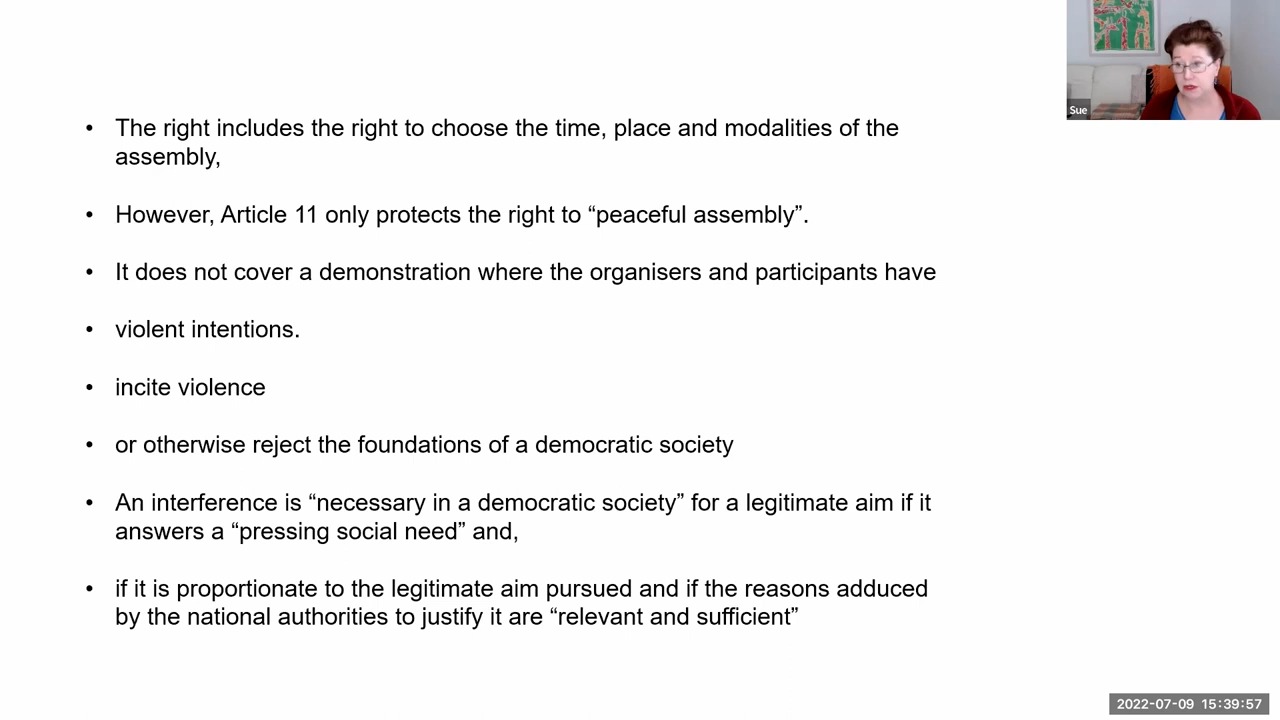 • The right includes the right to choose the time, place and modalities of the
assembly,
• However, Article 11 only protects the right to “peaceful assembly”.
• It does not cover a demonstration where the organisers and participants have
• violent intentions.
• incite violence
• or otherwise reject the foundations of a democratic society
• An interference is “necessary in a democratic society” for a legitimate aim if it
answers a “pressing social need” and,
• if it is proportionate to the legitimate aim pursued and if the reasons adduced
by the national authorities to justify it are “relevant and sufficient”
Sue
2022-07-09 15:39:57